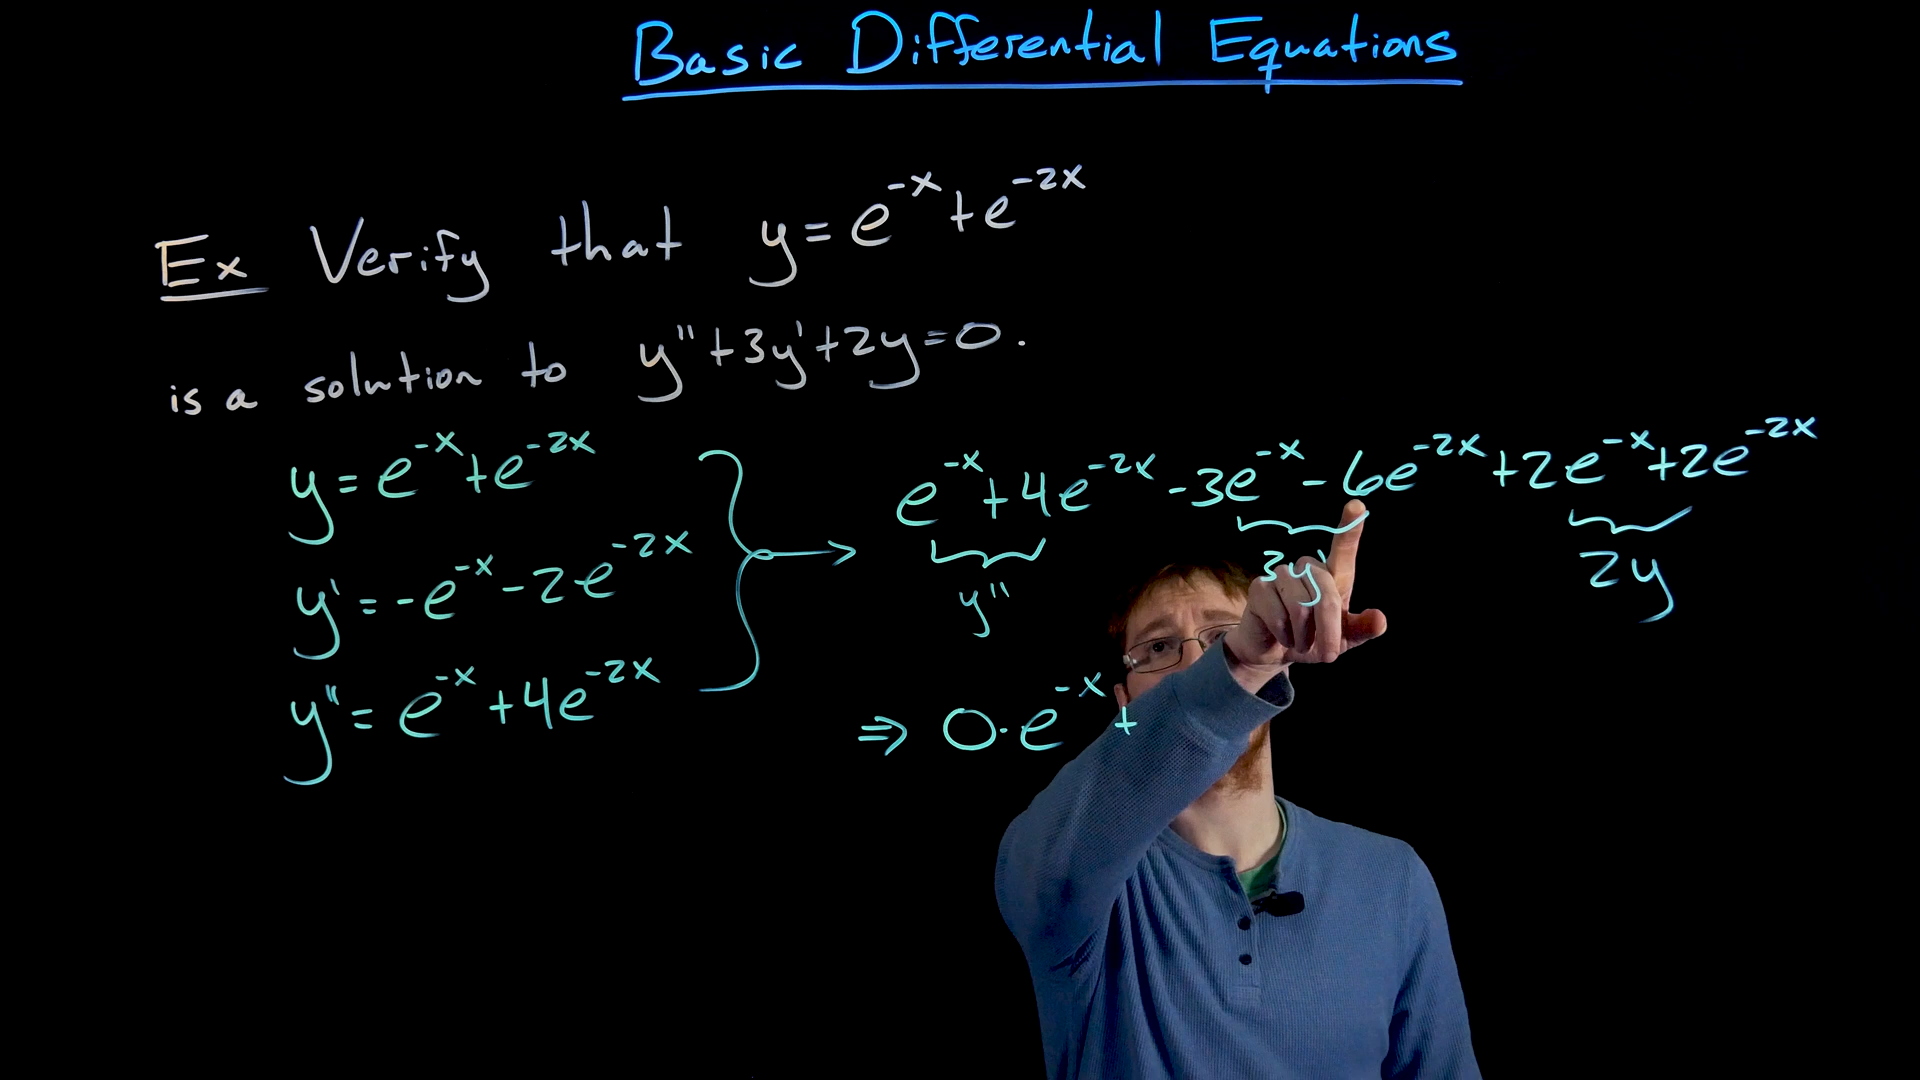 Basic Differential Equations
Ex Verify that y = e^{-x} + e^{-2x}
is a solution to y'' + 3y' + 2y = 0.
y = e^{-x} + e^{-2x}
y' = -e^{-x} - 2e^{-2x}
y'' = e^{-x} + 4e^{-2x}
e^{-x} + 4e^{-2x} - 3e^{-x} - 6e^{-2x} + 2e^{-x} + 2e^{-2x}
y'' 3y' 2y
⇒ 0·e^{-x} +